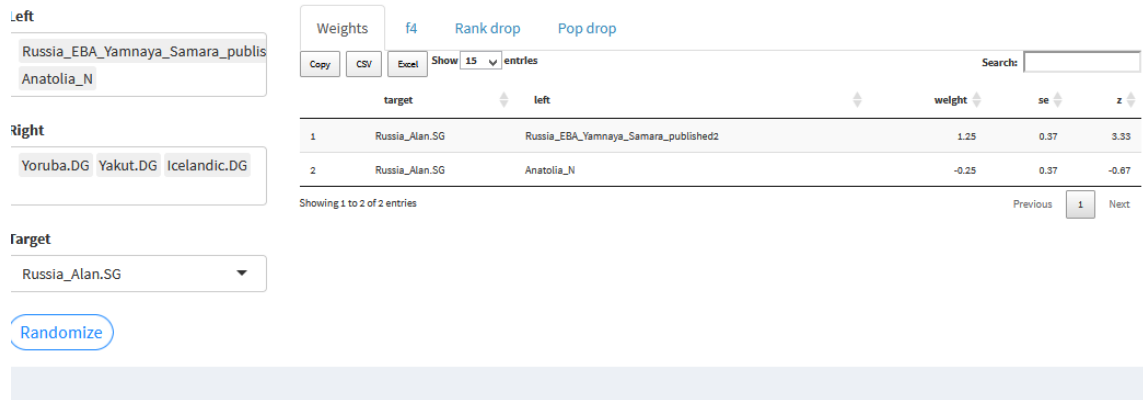 Left
Russia_EBA_Yamnaya_Samara_publis
Anatolia_N
Right
Yoruba.DG Yakut.DG Icelandic.DG
Target
Russia_Alan.SG
Randomize
Weights f4 Rank drop Pop drop
Copy CSV Excel Show 15 entries Search:
target left weight se z
1 Russia_Alan.SG Russia_EBA_Yamnaya_Samara_published2 1.25 0.37 3.33
2 Russia_Alan.SG Anatolia_N -0.25 0.37 -0.67
Showing 1 to 2 of 2 entries Previous 1 Next